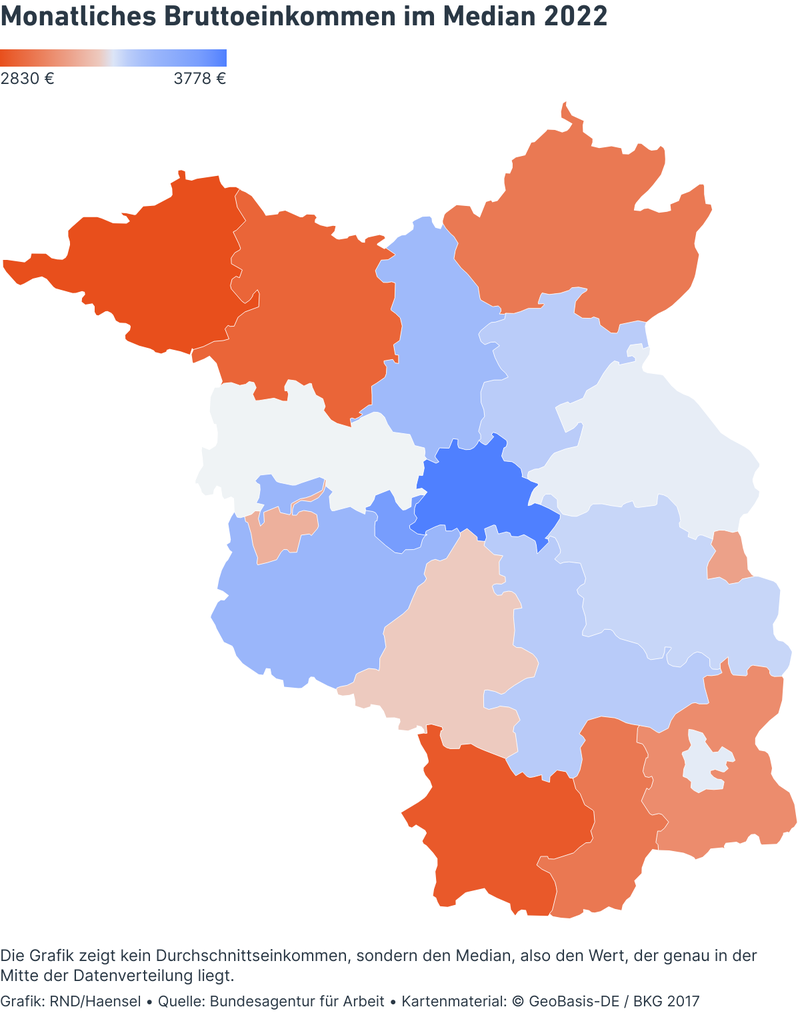 Monatliches Bruttoeinkommen im Median 2022
2830 € 3778 €
Die Grafik zeigt kein Durchschnittseinkommen, sondern den Median, also den Wert, der genau in der
Mitte der Datenverteilung liegt.
Grafik: RND/Haensel • Quelle: Bundesagentur für Arbeit • Kartenmaterial: © GeoBasis-DE / BKG 2017